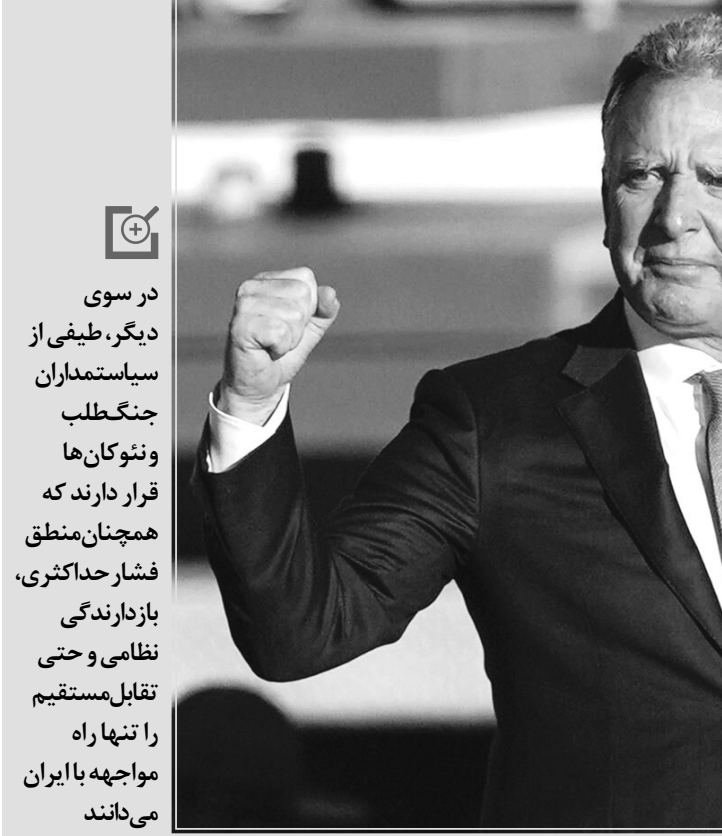 در سوی
دیگر، طیفی از
سیاستمداران
جنگ‌طلب
و نئوکان‌ها
قرار دارند که
همچنان منطق
فشار حداکثری،
بازدارندگی
نظامی و حتی
تقابل مستقیم
را تنها راه
مواجهه با ایران
می‌دانند